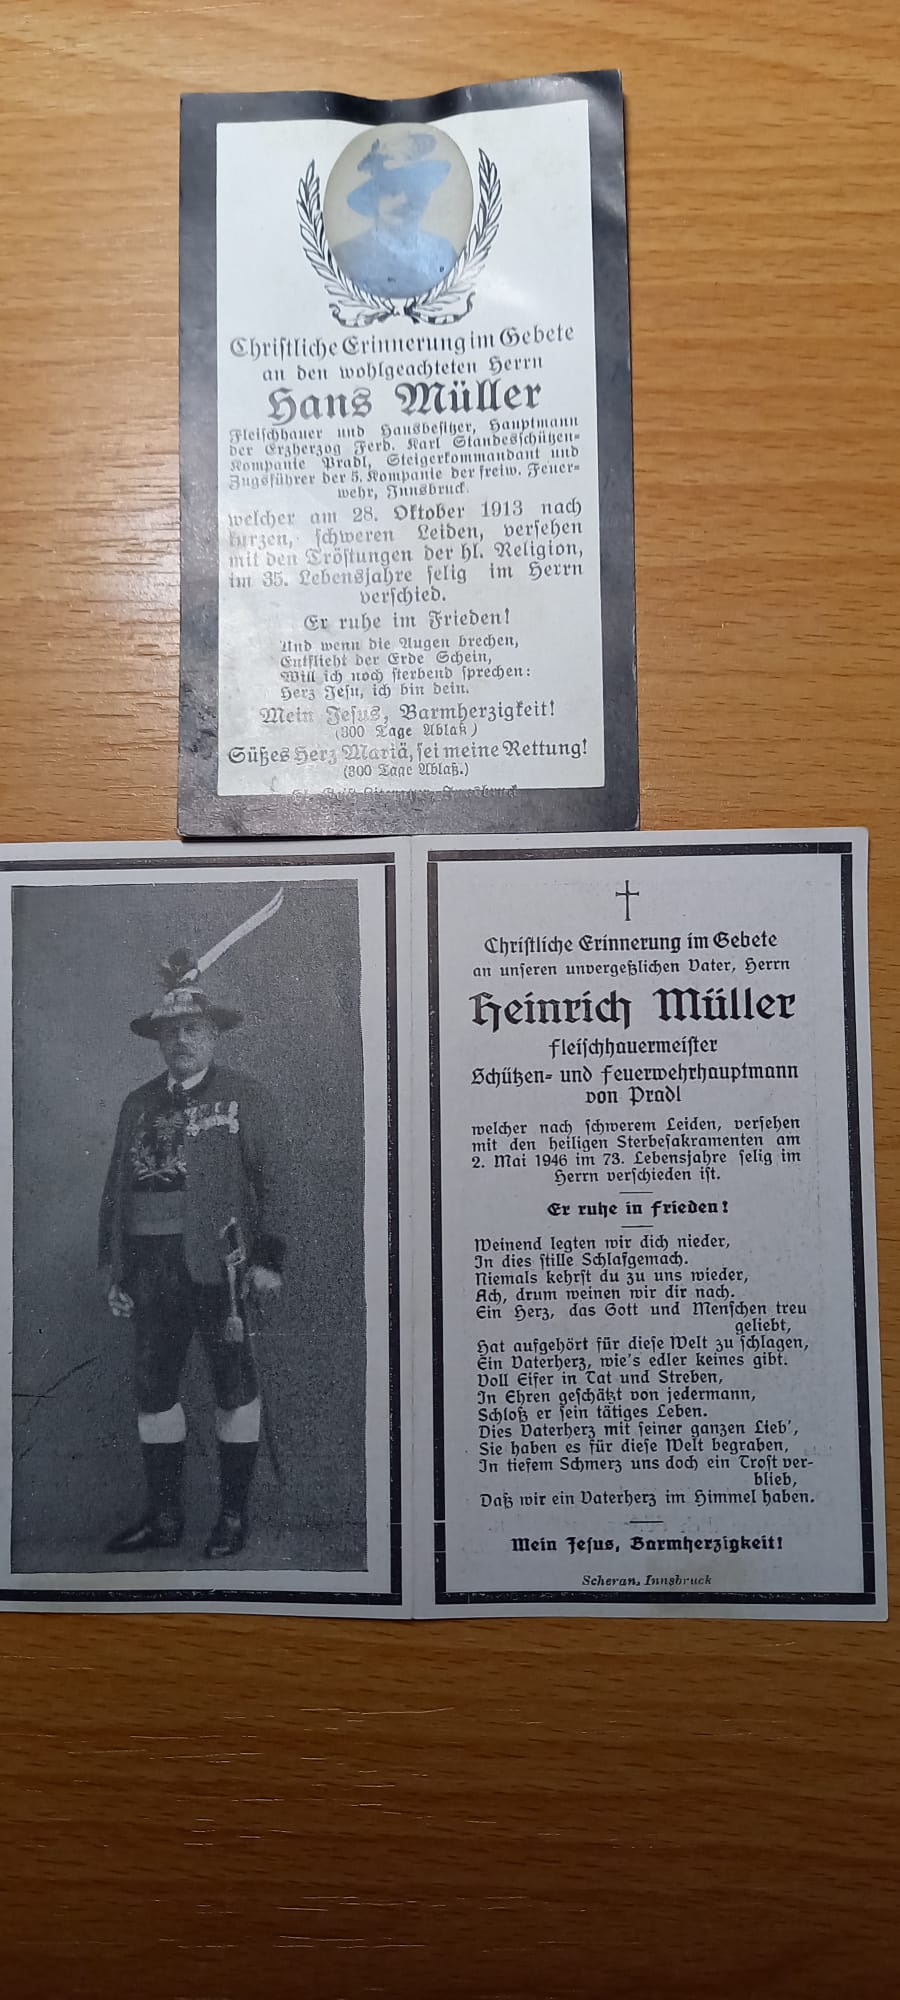 Christliche Erinnerung im Gebete
an den wohlgeachteten Herrn
Hans Müller
Fleischhauer und Hausbesitzer, Hauptmann
der Erzherzog Ferd. Karl Standesschützen-
Kompanie Pradl, Steigerkommandant und
Zugsführer der 5. Kompanie der freiw. Feuer-
wehr, Innsbruck.
welcher am 28. Oktober 1913 nach
kurzen, schweren Leiden, versehen
mit den Tröstungen der hl. Religion,
im 35. Lebensjahre selig im Herrn
verschied.
Er ruhe im Frieden!
Und wenn die Augen brechen,
Entflieht der Erde Schein,
Will ich noch sterbend sprechen:
Herz Jesu, ich bin dein.
Mein Jesus, Barmherzigkeit!
(300 Tage Ablaß)
Süßes Herz Mariä, sei meine Rettung!
(300 Tage Ablaß.)
Innsbruck
Christliche Erinnerung im Gebete
an unseren unvergeßlichen Vater, Herrn
Heinrich Müller
Fleischhauermeister
Schützen- und Feuerwehrhauptmann
von Pradl
welcher nach schwerem Leiden, versehen
mit den heiligen Sterbesakramenten am
2. Mai 1946 im 73. Lebensjahre selig im
Herrn verschieden ist.
Er ruhe in Frieden!
Weinend legten wir dich nieder,
In dies stille Schlafgemach.
Niemals kehrst du zu uns wieder,
Ach, drum weinen wir dir nach.
Ein Herz, das Gott und Menschen treu
geliebt,
Hat aufgehört für diese Welt zu schlagen,
Ein Vaterherz, wie's edler keines gibt.
Voll Eifer in Tat und Streben,
In Ehren geschätzt von jedermann,
Schloß er sein tätiges Leben.
Dies Vaterherz mit seiner ganzen Lieb',
Sie haben es für diese Welt begraben,
In tiefem Schmerz uns doch ein Trost ver-
blieb,
Daß wir ein Vaterherz im Himmel haben.
Mein Jesus, Barmherzigkeit!
Scheran, Innsbruck